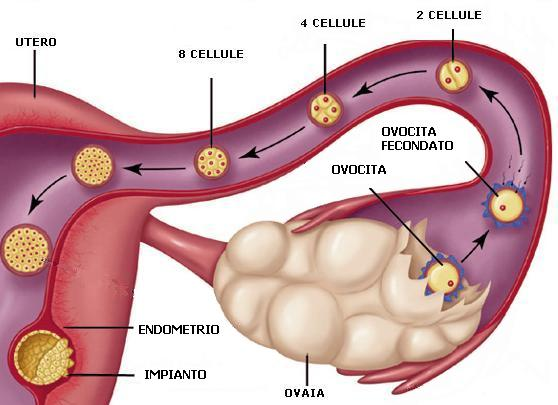 2 CELLULE
4 CELLULE
UTERO
8 CELLULE
OVOCITA
FECONDATO
OVOCITA
ENDOMETRIO
IMPIANTO
OVAIA